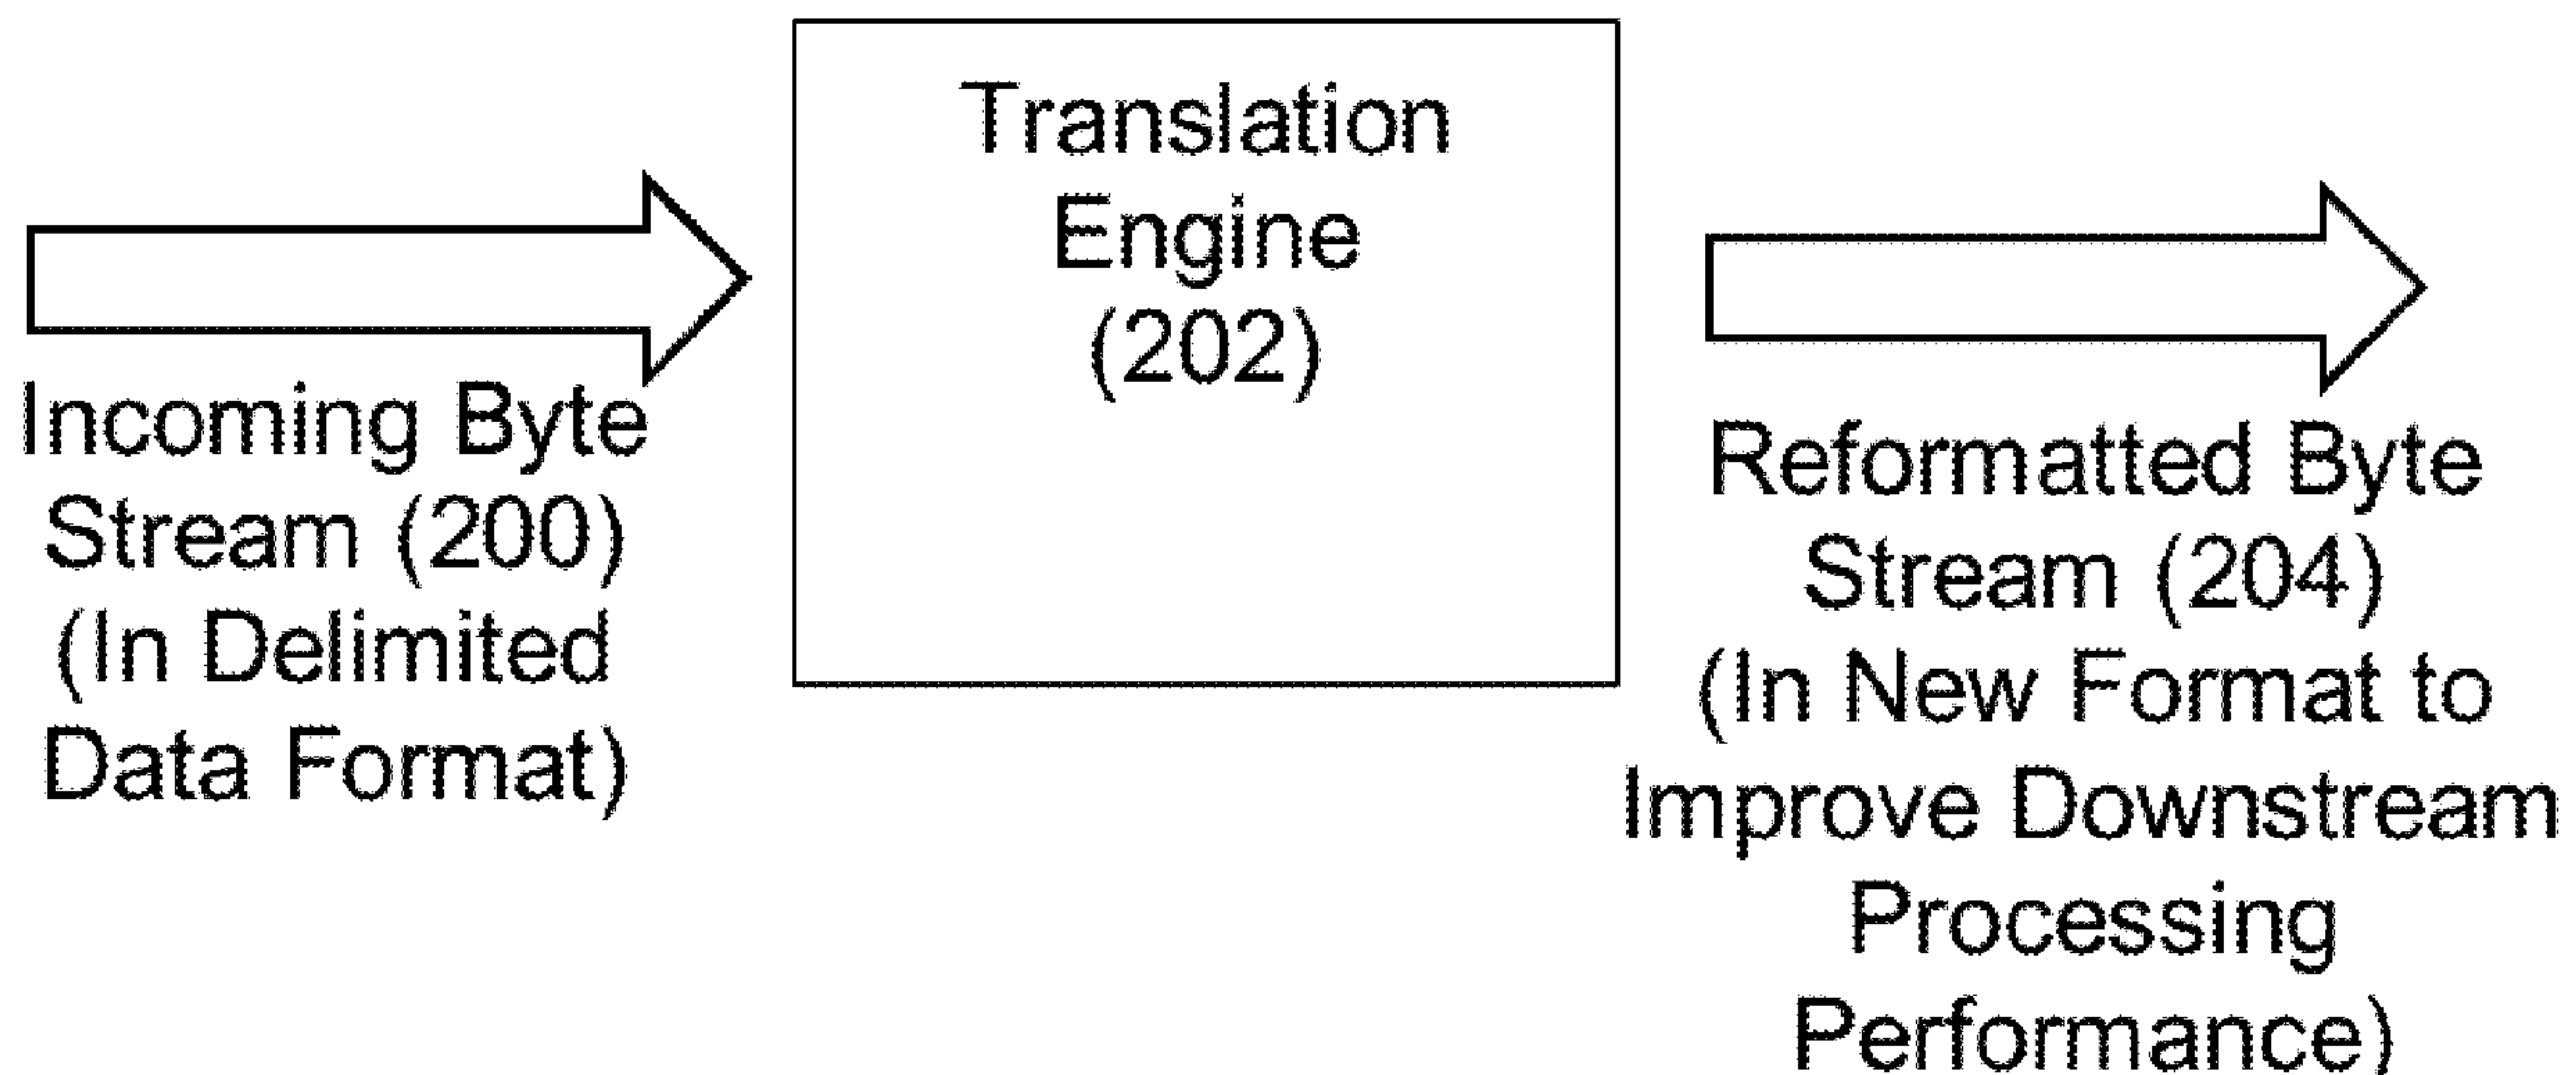 Incoming Byte
Stream (200)
(In Delimited
Data Format)
Translation
Engine
(202)
Reformatted Byte
Stream (204)
(In New Format to
Improve Downstream
Processing
Performance)